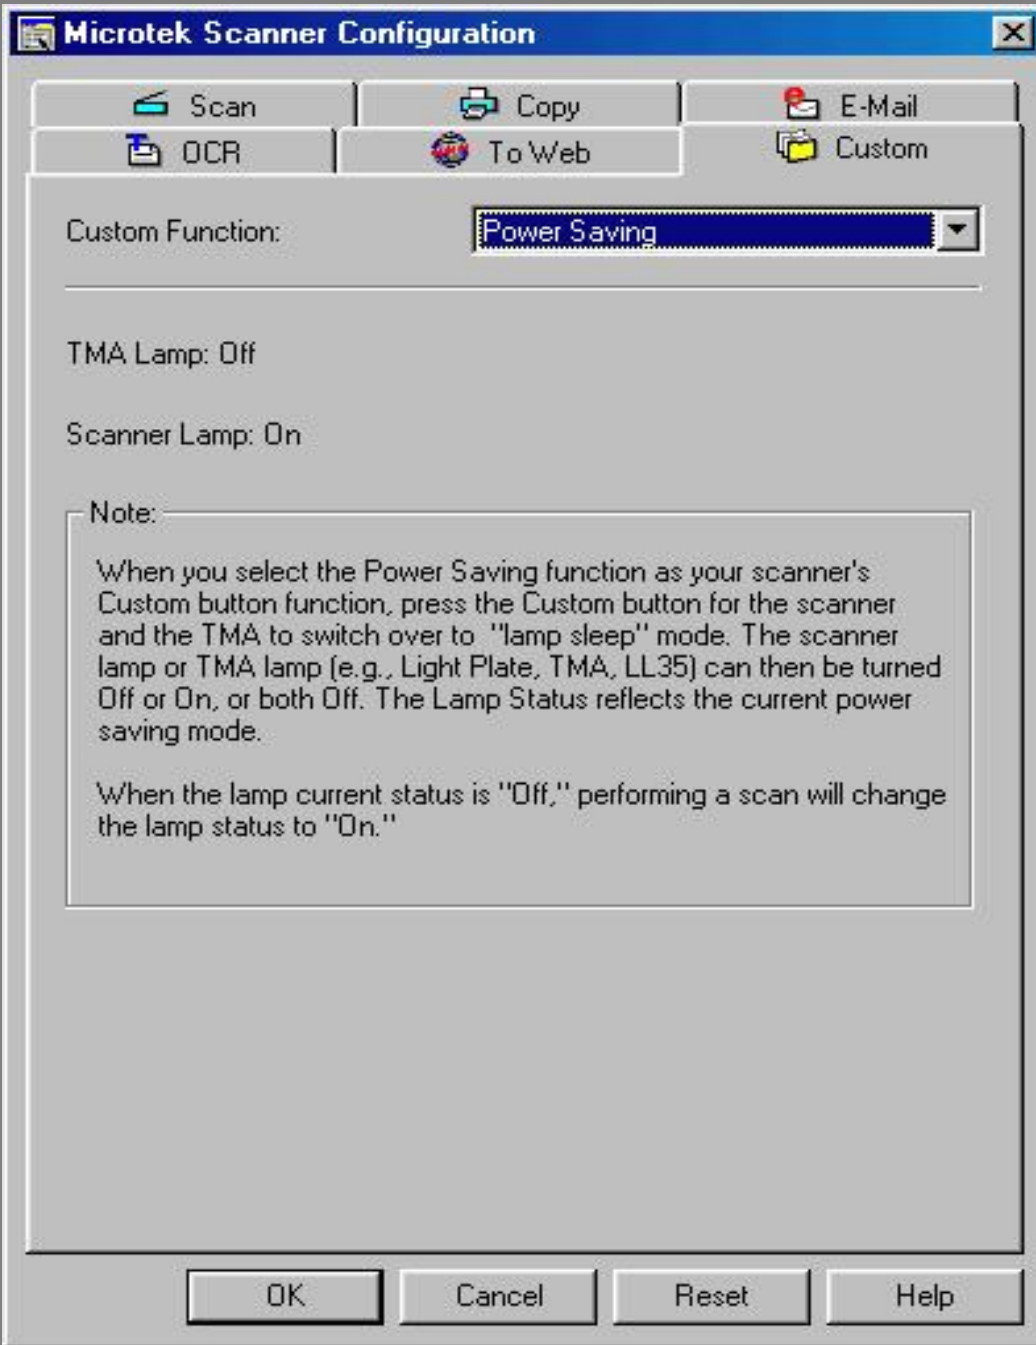 Microtek Scanner Configuration
Scan
Copy
E-Mail
OCR
To Web
Custom
Custom Function:
Power Saving
TMA Lamp: Off
Scanner Lamp: On
Note:
When you select the Power Saving function as your scanner's
Custom button function, press the Custom button for the scanner
and the TMA to switch over to "lamp sleep" mode. The scanner
lamp or TMA lamp (e.g., Light Plate, TMA, LL35) can then be turned
Off or On, or both Off. The Lamp Status reflects the current power
saving mode.
When the lamp current status is "Off," performing a scan will change
the lamp status to "On."
OK
Cancel
Reset
Help